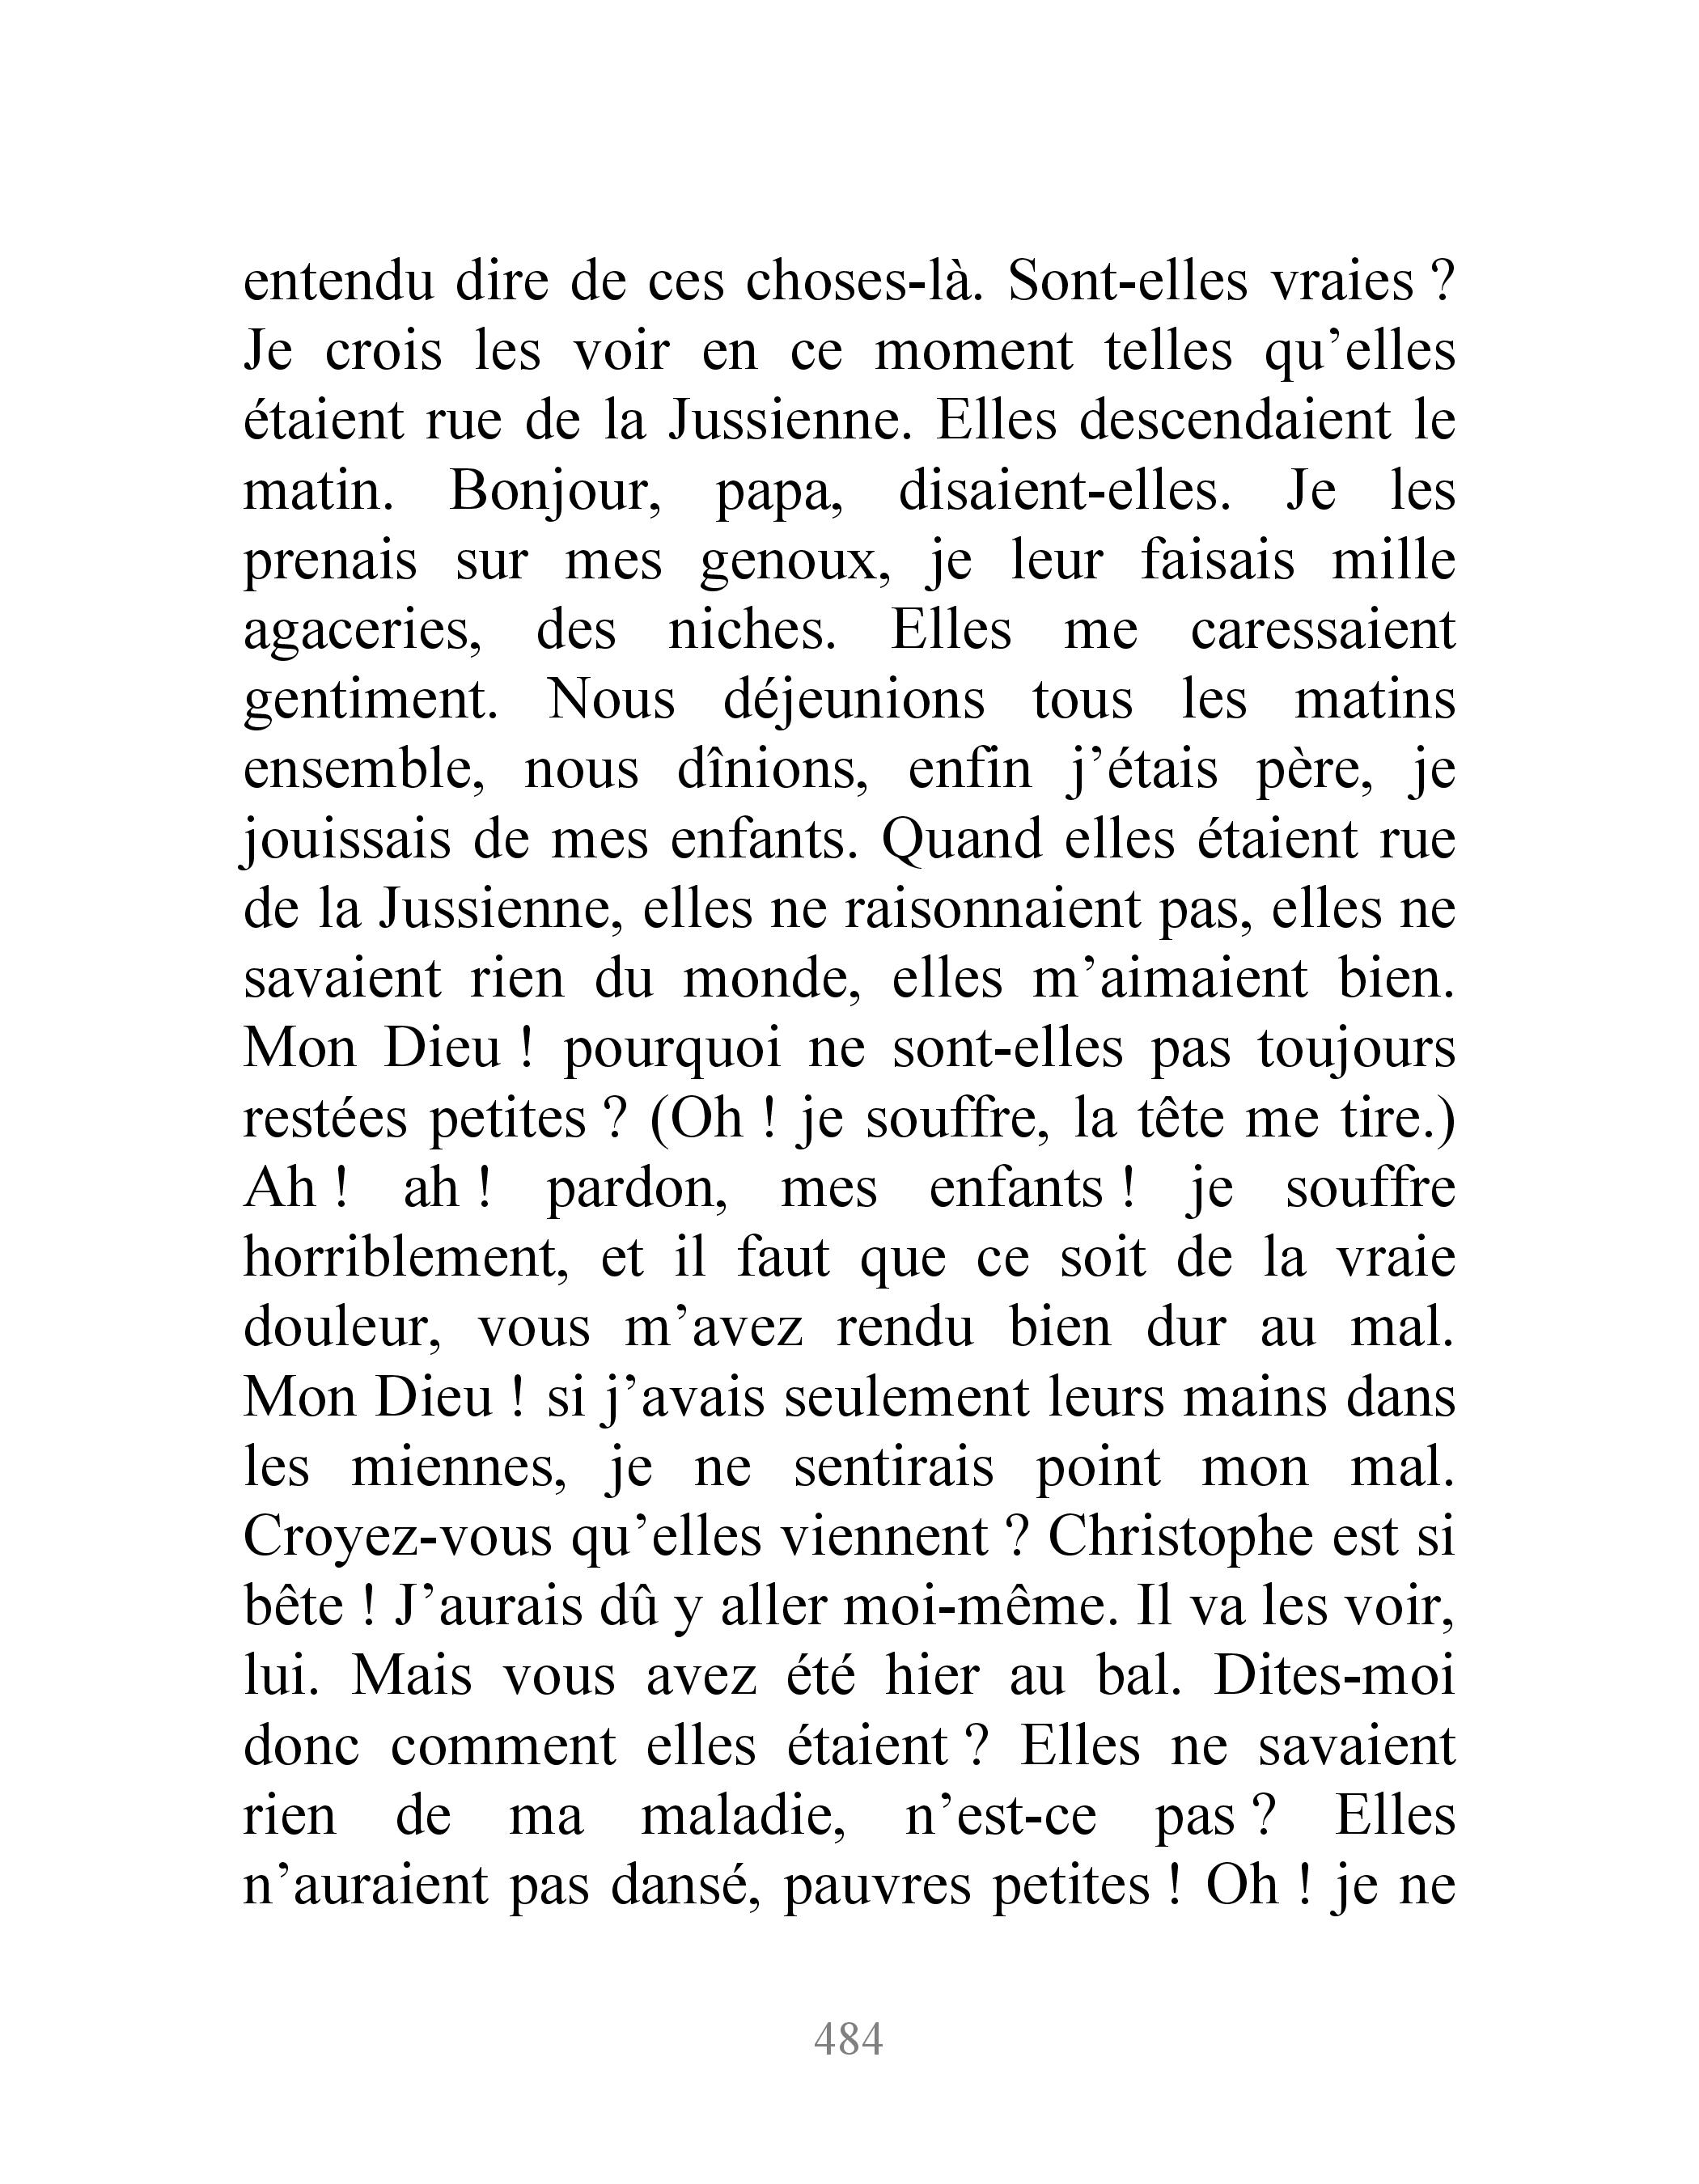 entendu dire de ces choses-là. Sont-elles vraies ?
Je crois les voir en ce moment telles qu’elles
étaient rue de la Jussienne. Elles descendaient le
matin. Bonjour, papa, disaient-elles. Je les
prenais sur mes genoux, je leur faisais mille
agaceries, des niches. Elles me caressaient
gentiment. Nous déjeunions tous les matins
ensemble, nous dînions, enfin j’étais père, je
jouissais de mes enfants. Quand elles étaient rue
de la Jussienne, elles ne raisonnaient pas, elles ne
savaient rien du monde, elles m’aimaient bien.
Mon Dieu ! pourquoi ne sont-elles pas toujours
restées petites ? (Oh ! je souffre, la tête me tire.)
Ah ! ah ! pardon, mes enfants ! je souffre
horriblement, et il faut que ce soit de la vraie
douleur, vous m’avez rendu bien dur au mal.
Mon Dieu ! si j’avais seulement leurs mains dans
les miennes, je ne sentirais point mon mal.
Croyez-vous qu’elles viennent ? Christophe est si
bête ! J’aurais dû y aller moi-même. Il va les voir,
lui. Mais vous avez été hier au bal. Dites-moi
donc comment elles étaient ? Elles ne savaient
rien de ma maladie, n’est-ce pas ? Elles
n’auraient pas dansé, pauvres petites ! Oh ! je ne
484